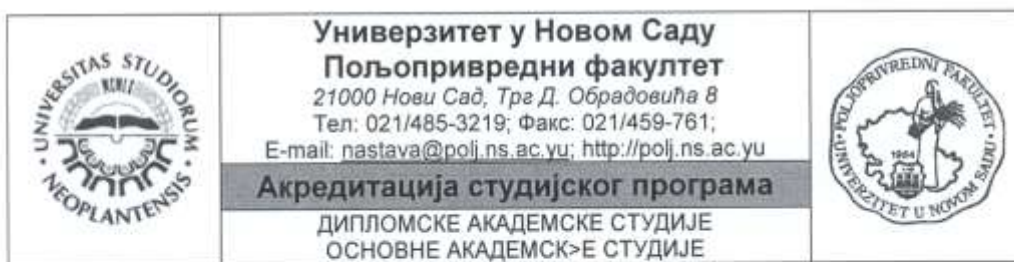 UNIVERSITAS STUDIORUM
NEOPLANTENSIS
MCMLX
Универзитет у Новом Саду
Пољопривредни факултет
21000 Нови Сад, Трг Д. Обрадовића 8
Тел: 021/485-3219; Факс: 021/459-761;
E-mail: nastava@polj.ns.ac.yu; http://polj.ns.ac.yu
Акредитација студијског програма
ДИПЛОМСКЕ АКАДЕМСКЕ СТУДИЈЕ
ОСНОВНЕ АКАДЕМСК>Е СТУДИЈЕ
POLJOPRIVREDNI FAKULTET
UNIVERZITET U NOVOM SADU
1954